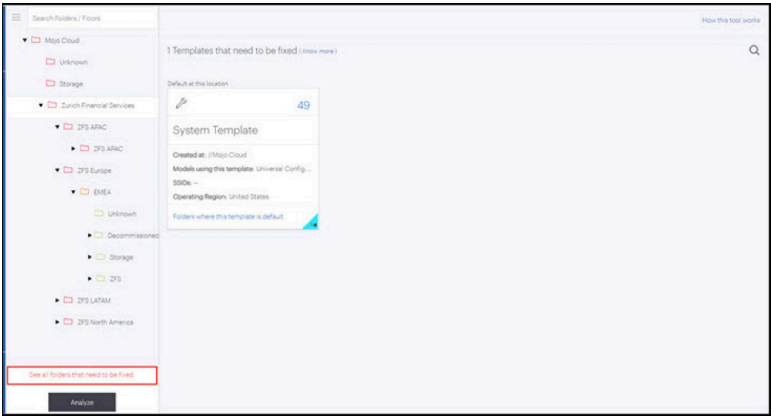 Search Folders / Floors
How this tool works
Mojo Cloud
Unknown
Storage
Zurich Financial Services
ZFS APAC
ZFS APAC
ZFS Europe
EMEA
Unknown
Decommissioned
Storage
ZFS
ZFS LATAM
ZFS North America
See all folders that need to be fixed
Analyze
1 Templates that need to be fixed ( Know more )
Default at this location
49
System Template
Created at: //Mojo Cloud
Models using this template: Universal Config...
SSIDs: --
Operating Region: United States
Folders where this template is default